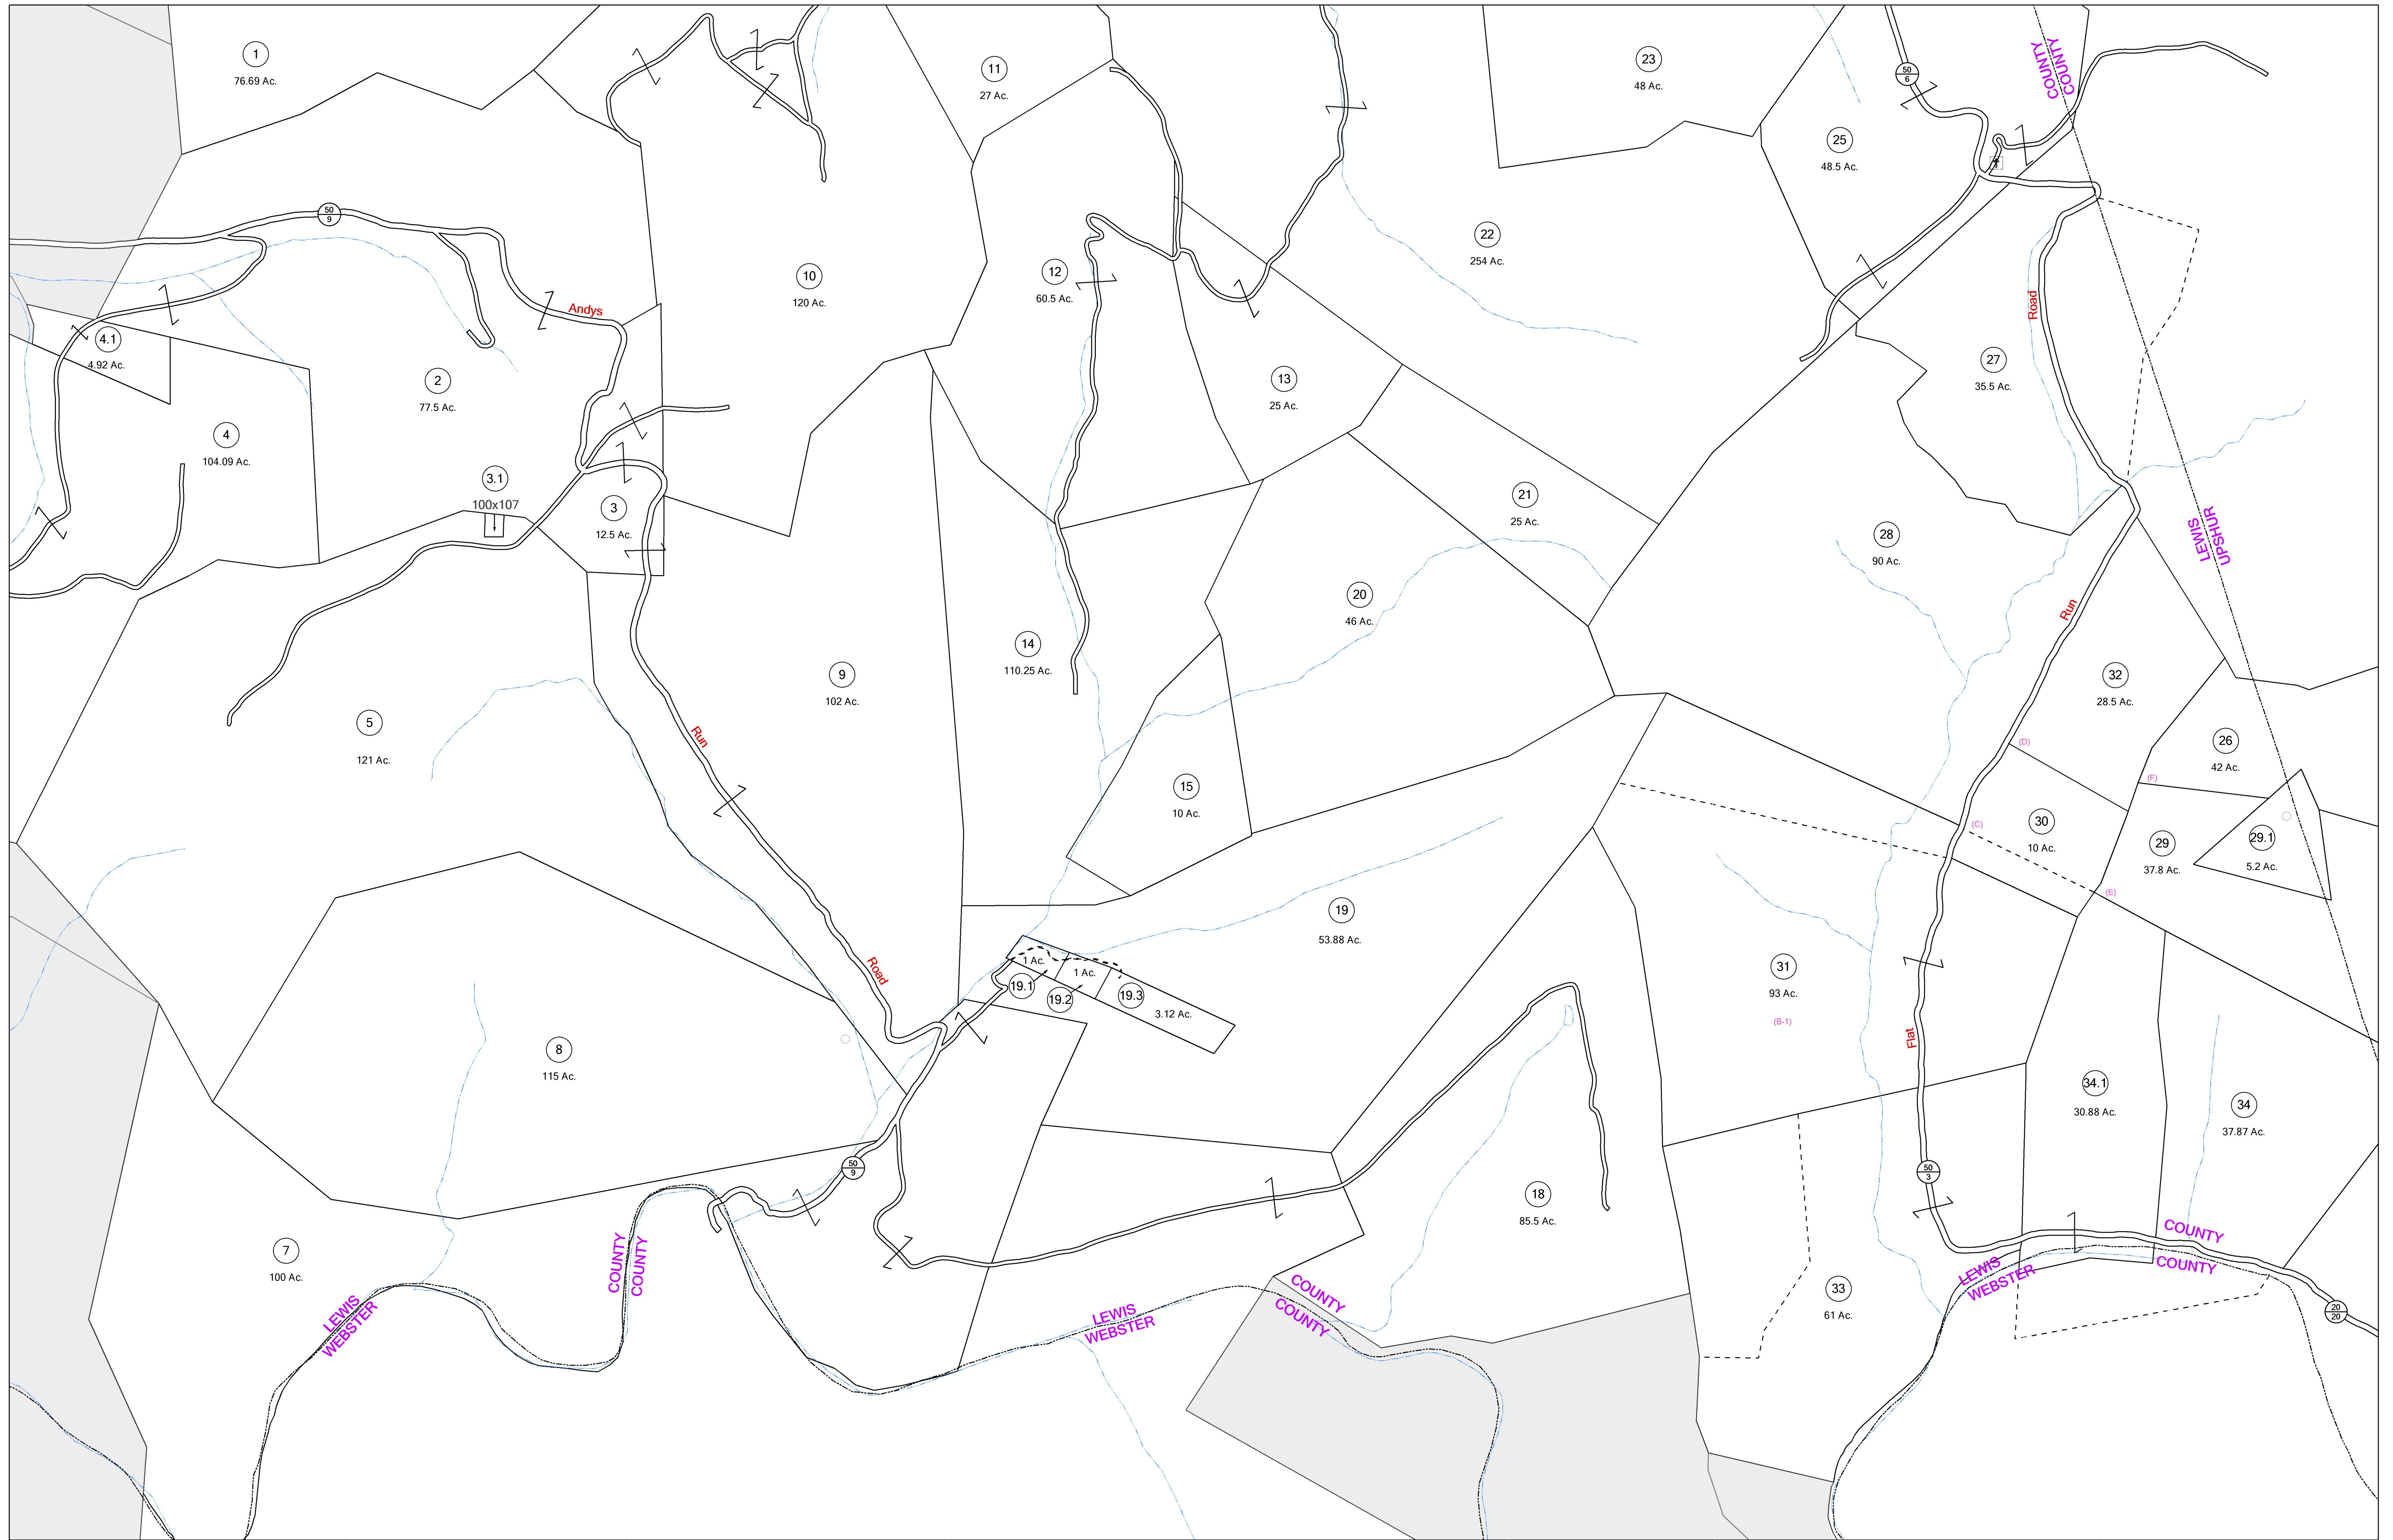 1
76.69 Ac.
11
27 Ac.
23
48 Ac.
50
6
COUNTY
COUNTY
25
48.5 Ac.
50
9
22
254 Ac.
10
120 Ac.
12
60.5 Ac.
Andys
Road
4.1
4.92 Ac.
2
77.5 Ac.
13
25 Ac.
27
35.5 Ac.
4
104.09 Ac.
3.1
100x107
3
12.5 Ac.
21
25 Ac.
28
90 Ac.
LEWIS
UPSHUR
20
46 Ac.
Run
14
110.25 Ac.
9
102 Ac.
32
28.5 Ac.
5
121 Ac.
Run
(D)
26
42 Ac.
(F)
15
10 Ac.
(C)
30
10 Ac.
29
37.8 Ac.
29.1
5.2 Ac.
(E)
19
53.88 Ac.
Road
1 Ac.
1 Ac.
19.1
19.2
19.3
3.12 Ac.
31
93 Ac.
(B-1)
Flat
8
115 Ac.
34.1
30.88 Ac.
34
37.87 Ac.
50
9
50
3
18
85.5 Ac.
7
100 Ac.
COUNTY
COUNTY
COUNTY
COUNTY
LEWIS
WEBSTER
33
61 Ac.
COUNTY
COUNTY
LEWIS
WEBSTER
LEWIS
WEBSTER
20
20